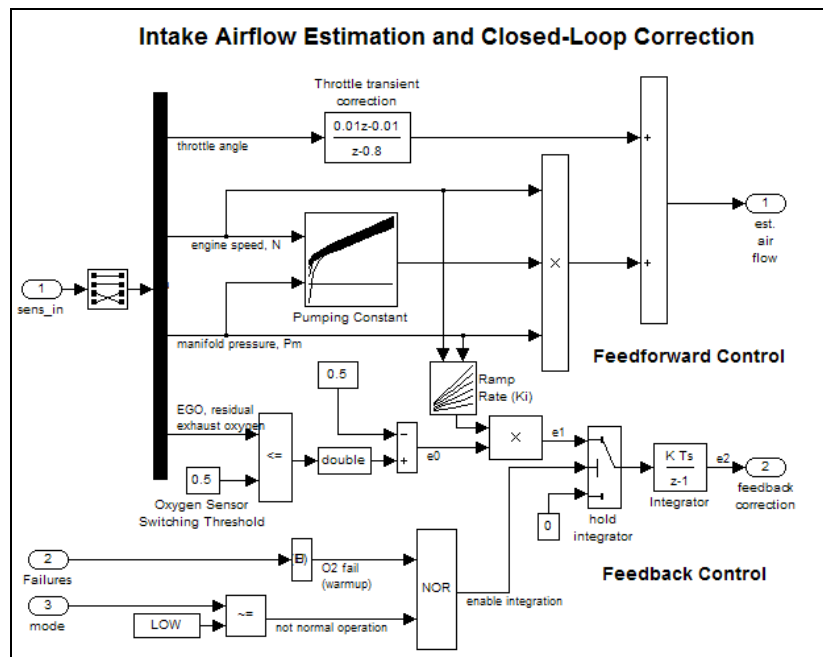 Intake Airflow Estimation and Closed-Loop Correction
Throttle transient
correction
0.01z-0.01
z-0.8
throttle angle
+
1
est.
air
flow
engine speed, N
Pumping Constant
×
+
1
sens_in
manifold pressure, Pm
Feedforward Control
0.5
Ramp
Rate (Ki)
EGO, residual
exhaust oxygen
<=
double
-
+
e0
×
e1
K Ts
z-1
Integrator
e2
2
feedback
correction
0.5
Oxygen Sensor
Switching Threshold
0
hold
integrator
2
Failures
O2 fail
(warmup)
NOR
enable integration
Feedback Control
3
mode
LOW
~=
not normal operation